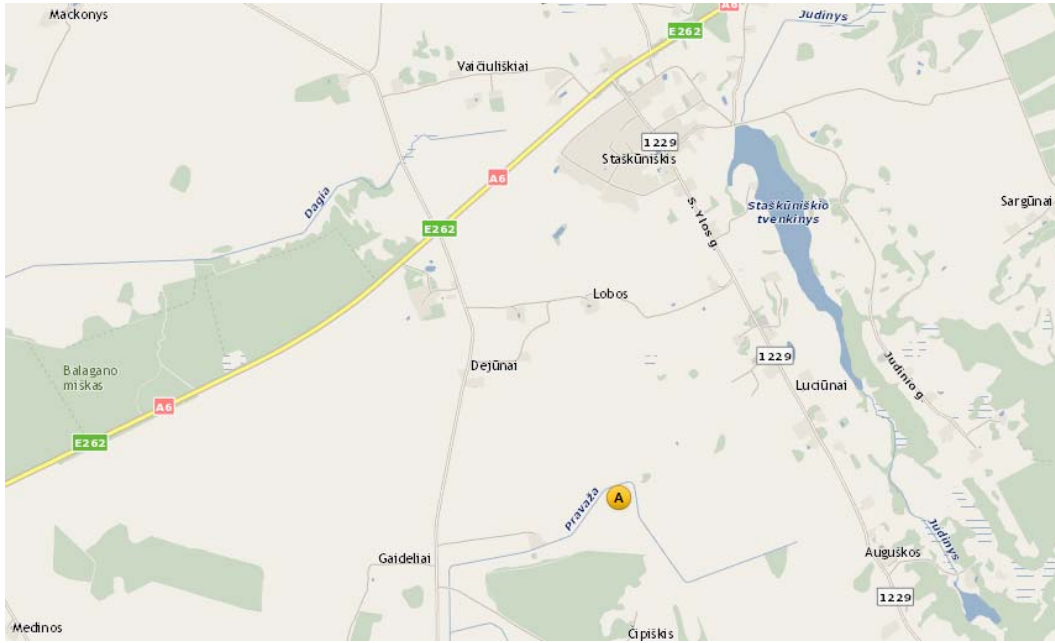 A6
Mackonys
Judinys
E262
Vaičiuliškiai
1229
Staškūniškis
A6
Dagia
S. Ylos g.
Staškūniškio
tvenkinys
Sargūnai
E262
Lobos
1229
Dejūnai
Balagano
miškas
Luciūnai
Judinio g.
A6
E262
Pravaža
A
Judinys
Gaideliai
Auguškos
1229
Medinos
Čipiškis